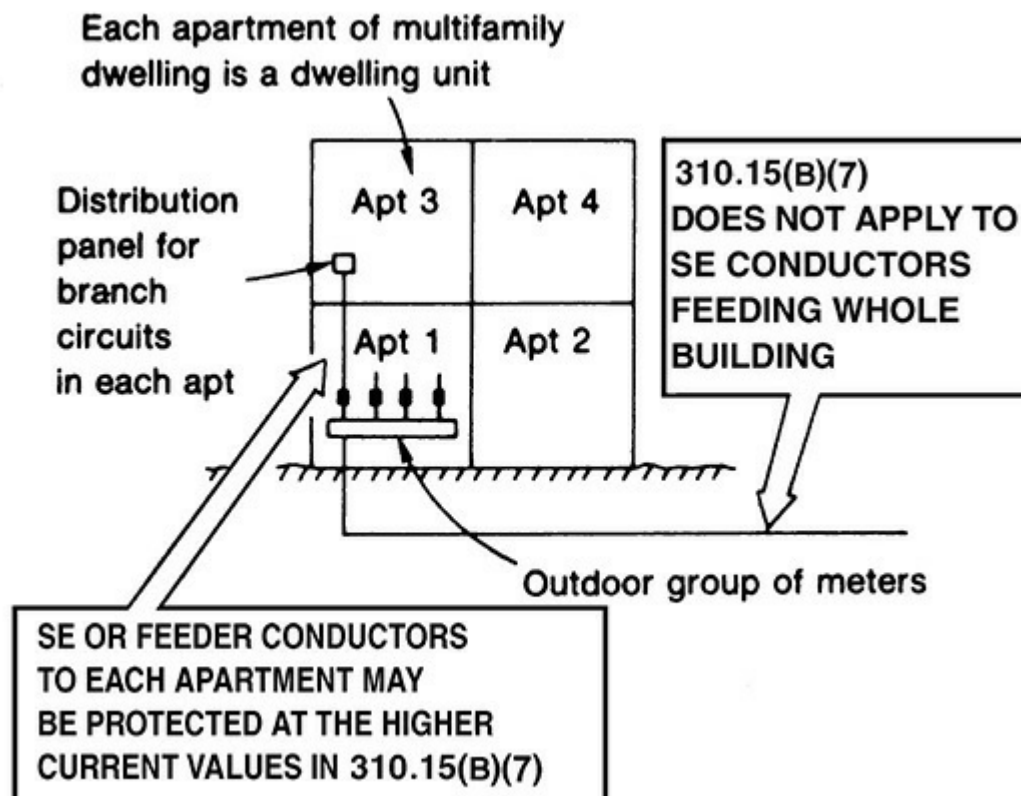 Each apartment of multifamily
dwelling is a dwelling unit
Distribution
panel for
branch
circuits
in each apt
Apt 3
Apt 4
Apt 1
Apt 2
310.15(B)(7)
DOES NOT APPLY TO
SE CONDUCTORS
FEEDING WHOLE
BUILDING
Outdoor group of meters
SE OR FEEDER CONDUCTORS
TO EACH APARTMENT MAY
BE PROTECTED AT THE HIGHER
CURRENT VALUES IN 310.15(B)(7)